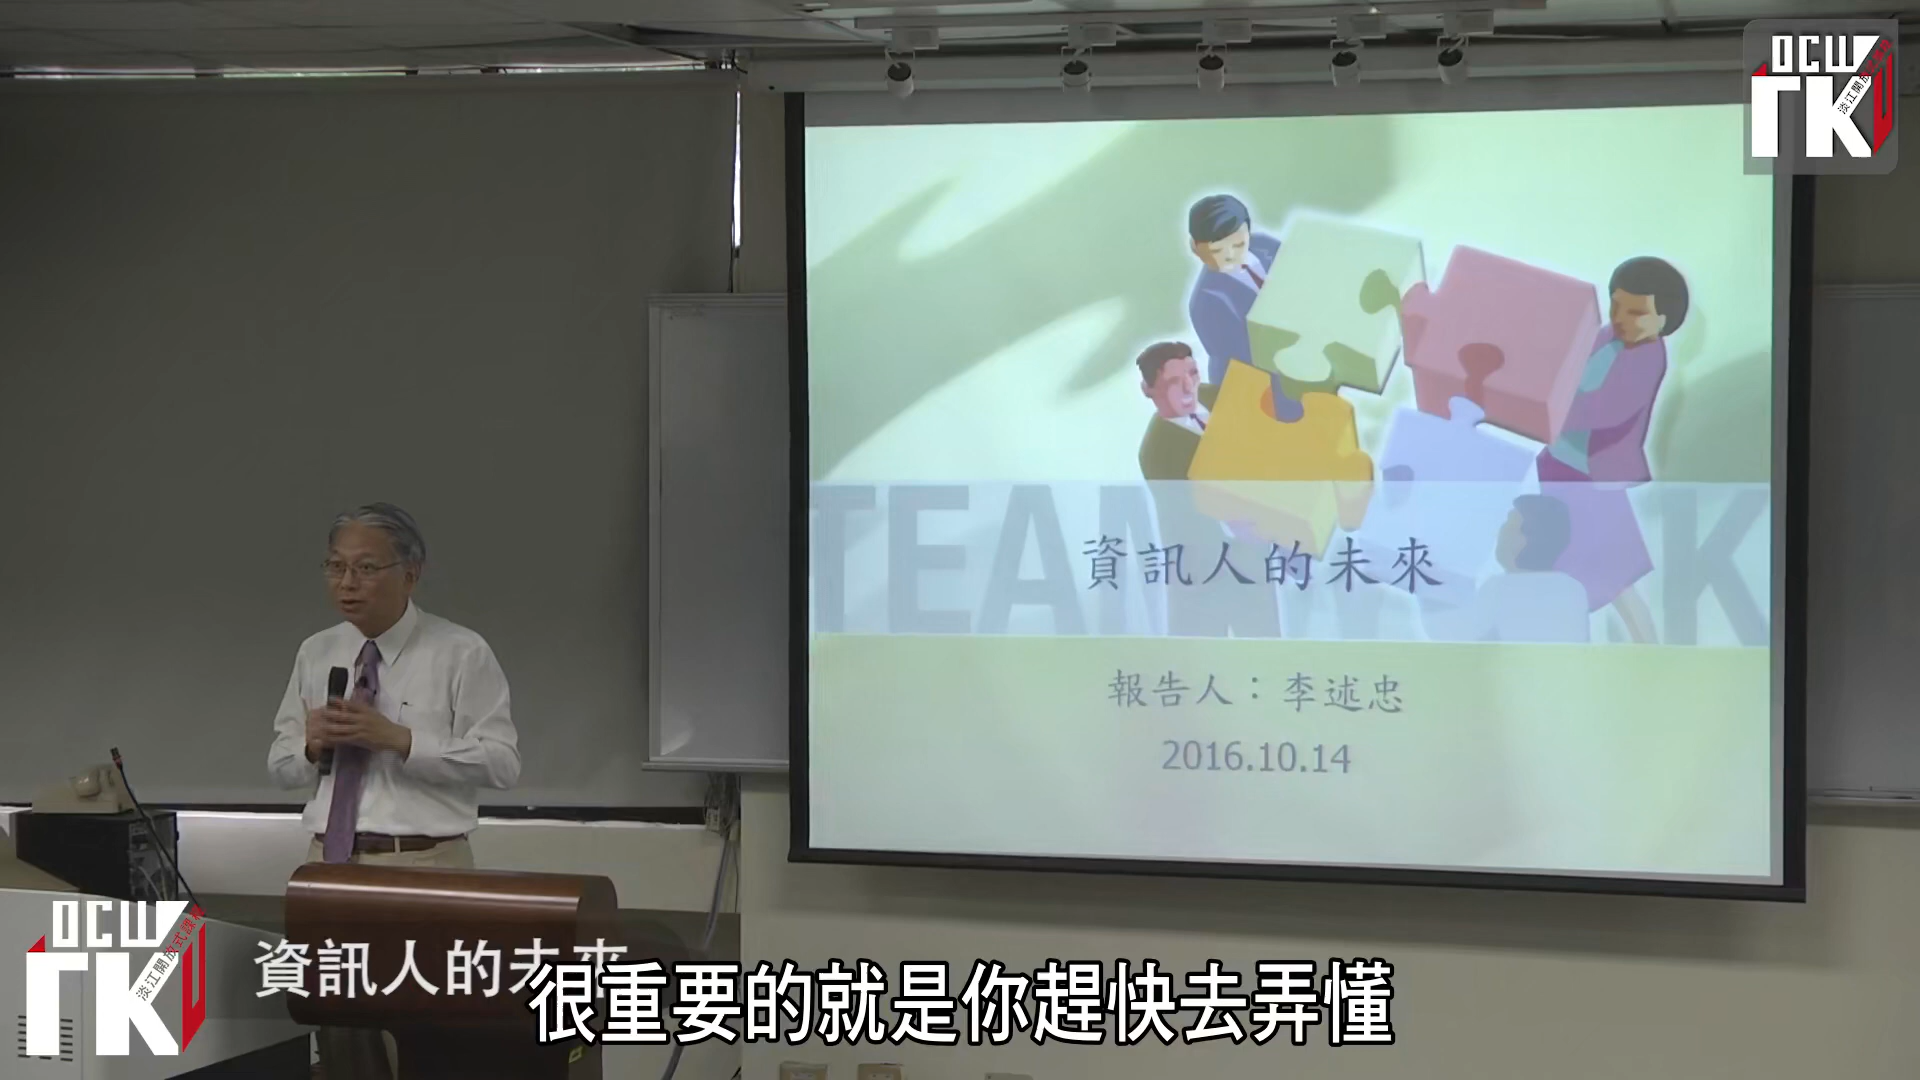 OCW
TKU
淡江開放式課程
TEAMWORK
資訊人的未來
報告人：李述忠
2016.10.14
OCW
TKU
淡江開放式課程
資訊人的未來
很重要的就是你趕快去弄懂